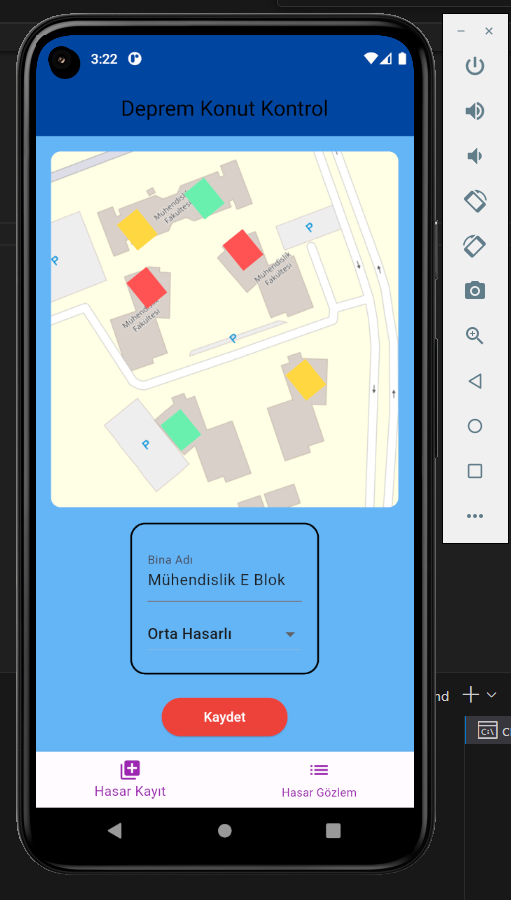 3:22
Deprem Konut Kontrol
Mühendislik
Fakültesi
P
P
Mühendislik
Fakültesi
Mühendislik
Fakültesi
P
P
Bina Adı
Mühendislik E Blok
Orta Hasarlı
Kaydet
Hasar Kayıt
Hasar Gözlem